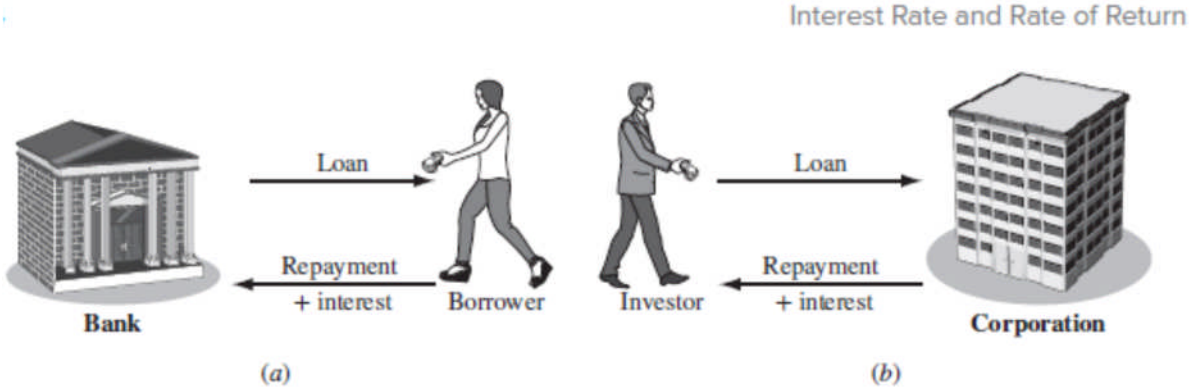 Interest Rate and Rate of Return
Loan
Repayment
+ interest
Borrower
Bank
(a)
Investor
Loan
Repayment
+ interest
Corporation
(b)